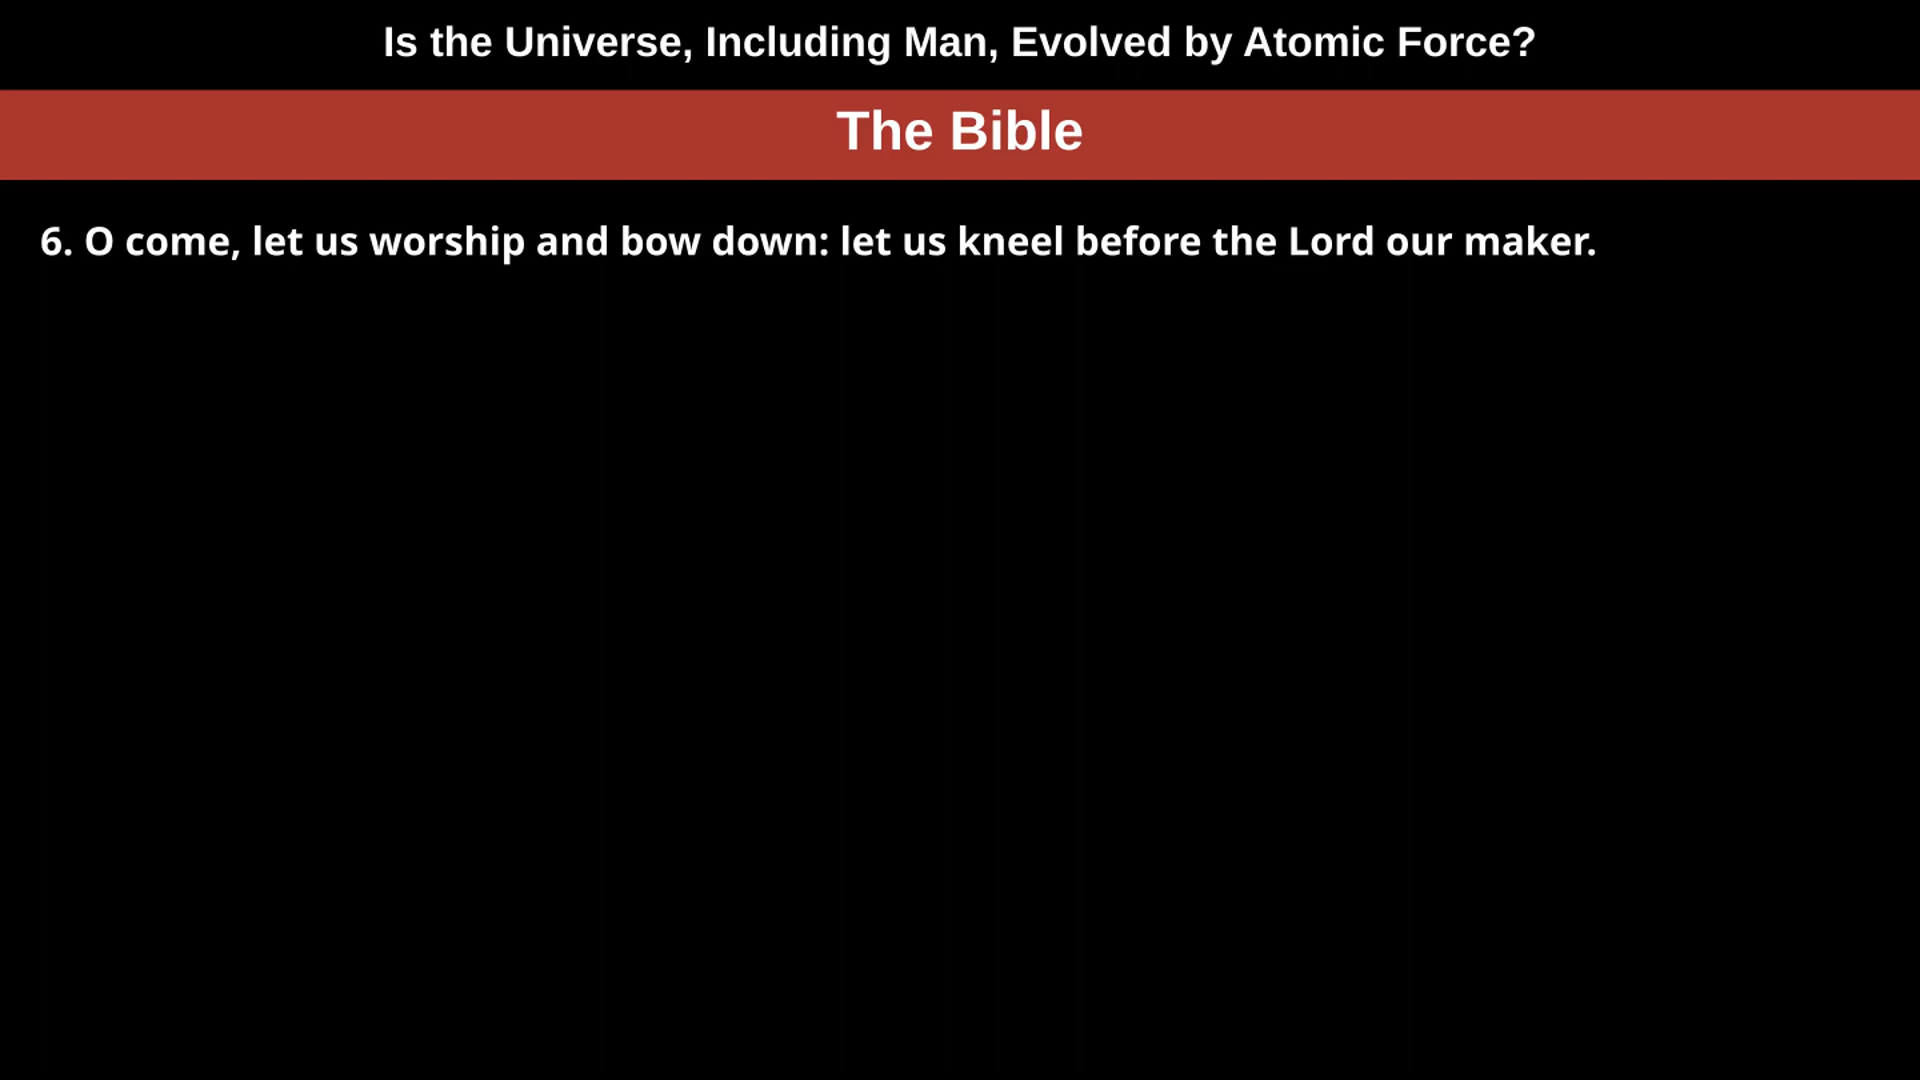 Is the Universe, Including Man, Evolved by Atomic Force?
The Bible
6. O come, let us worship and bow down: let us kneel before the Lord our maker.